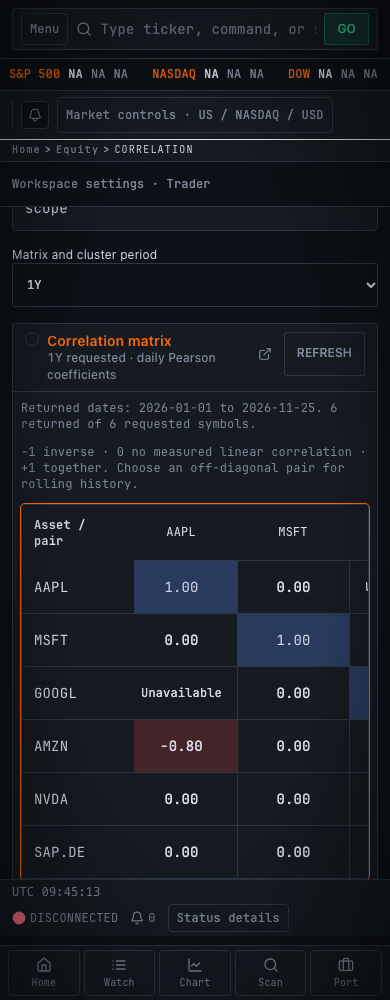 Menu Type ticker, command, or s GO
S&P 500 NA NA NA NASDAQ NA NA NA DOW NA NA NA
Market controls · US / NASDAQ / USD
Home > Equity > CORRELATION
Workspace settings · Trader
scope
Matrix and cluster period
1Y
Correlation matrix
1Y requested · daily Pearson
coefficients
REFRESH
Returned dates: 2026-01-01 to 2026-11-25. 6
returned of 6 requested symbols.
-1 inverse · 0 no measured linear correlation ·
+1 together. Choose an off-diagonal pair for
rolling history.
Asset /
pair
AAPL MSFT
AAPL 1.00 0.00
MSFT 0.00 1.00
GOOGL Unavailable 0.00
AMZN -0.80 0.00
NVDA 0.00 0.00
SAP.DE 0.00 0.00
UTC 09:45:13
DISCONNECTED 0 Status details
Home Watch Chart Scan Port